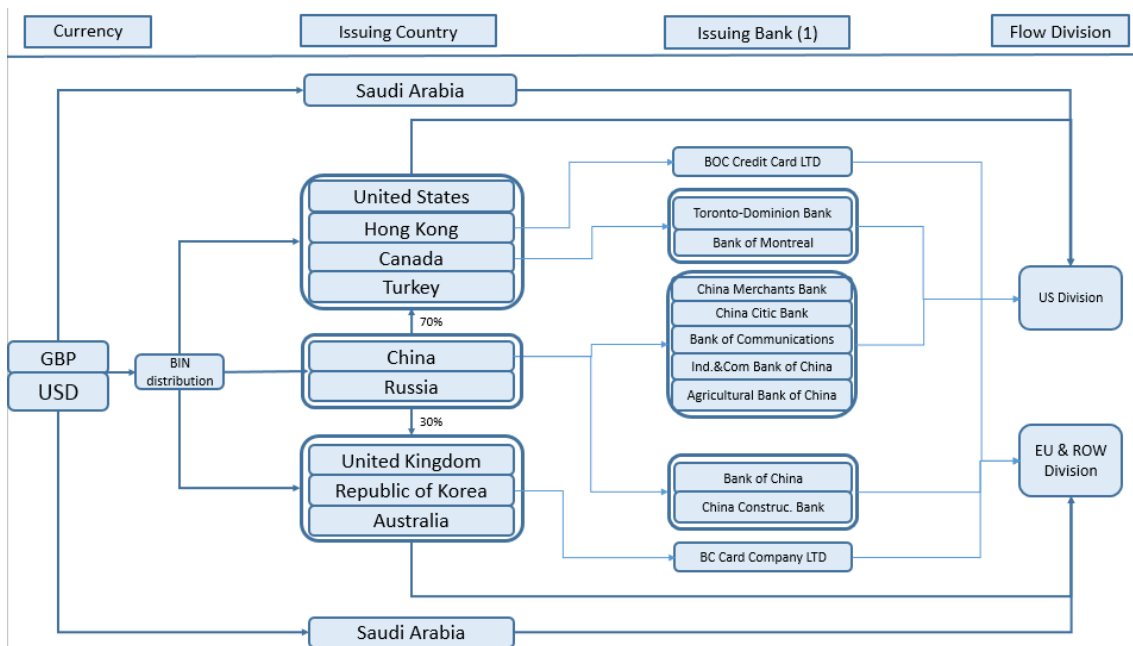 Currency
Issuing Country
Issuing Bank (1)
Flow Division
Saudi Arabia
BOC Credit Card LTD
United States
Hong Kong
Canada
Turkey
Toronto-Dominion Bank
Bank of Montreal
China Merchants Bank
China Citic Bank
Bank of Communications
Ind.&Com Bank of China
Agricultural Bank of China
US Division
70%
GBP
USD
BIN
distribution
China
Russia
30%
United Kingdom
Republic of Korea
Australia
Bank of China
China Construc. Bank
EU & ROW
Division
BC Card Company LTD
Saudi Arabia